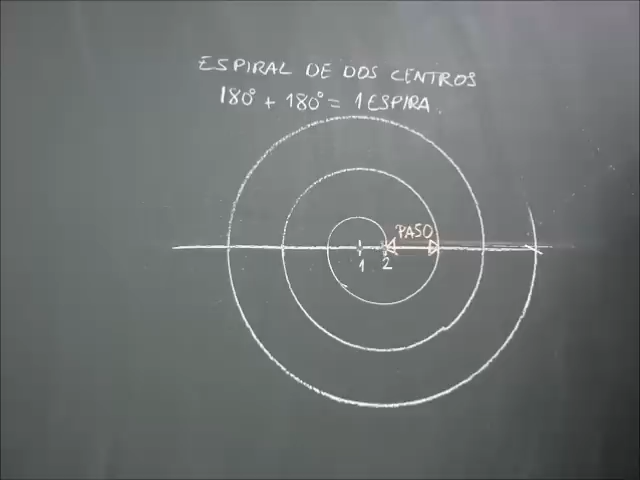 ESPIRAL DE DOS CENTROS
180° + 180° = 1 ESPIRA.
PASO
1 2